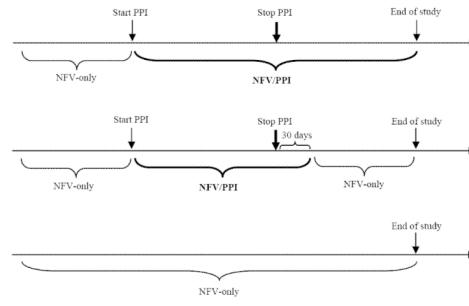 Start PPI Stop PPI End of study
NFV-only NFV/PPI
Start PPI Stop PPI End of study
30 days
NFV-only NFV/PPI NFV-only
End of study
NFV-only